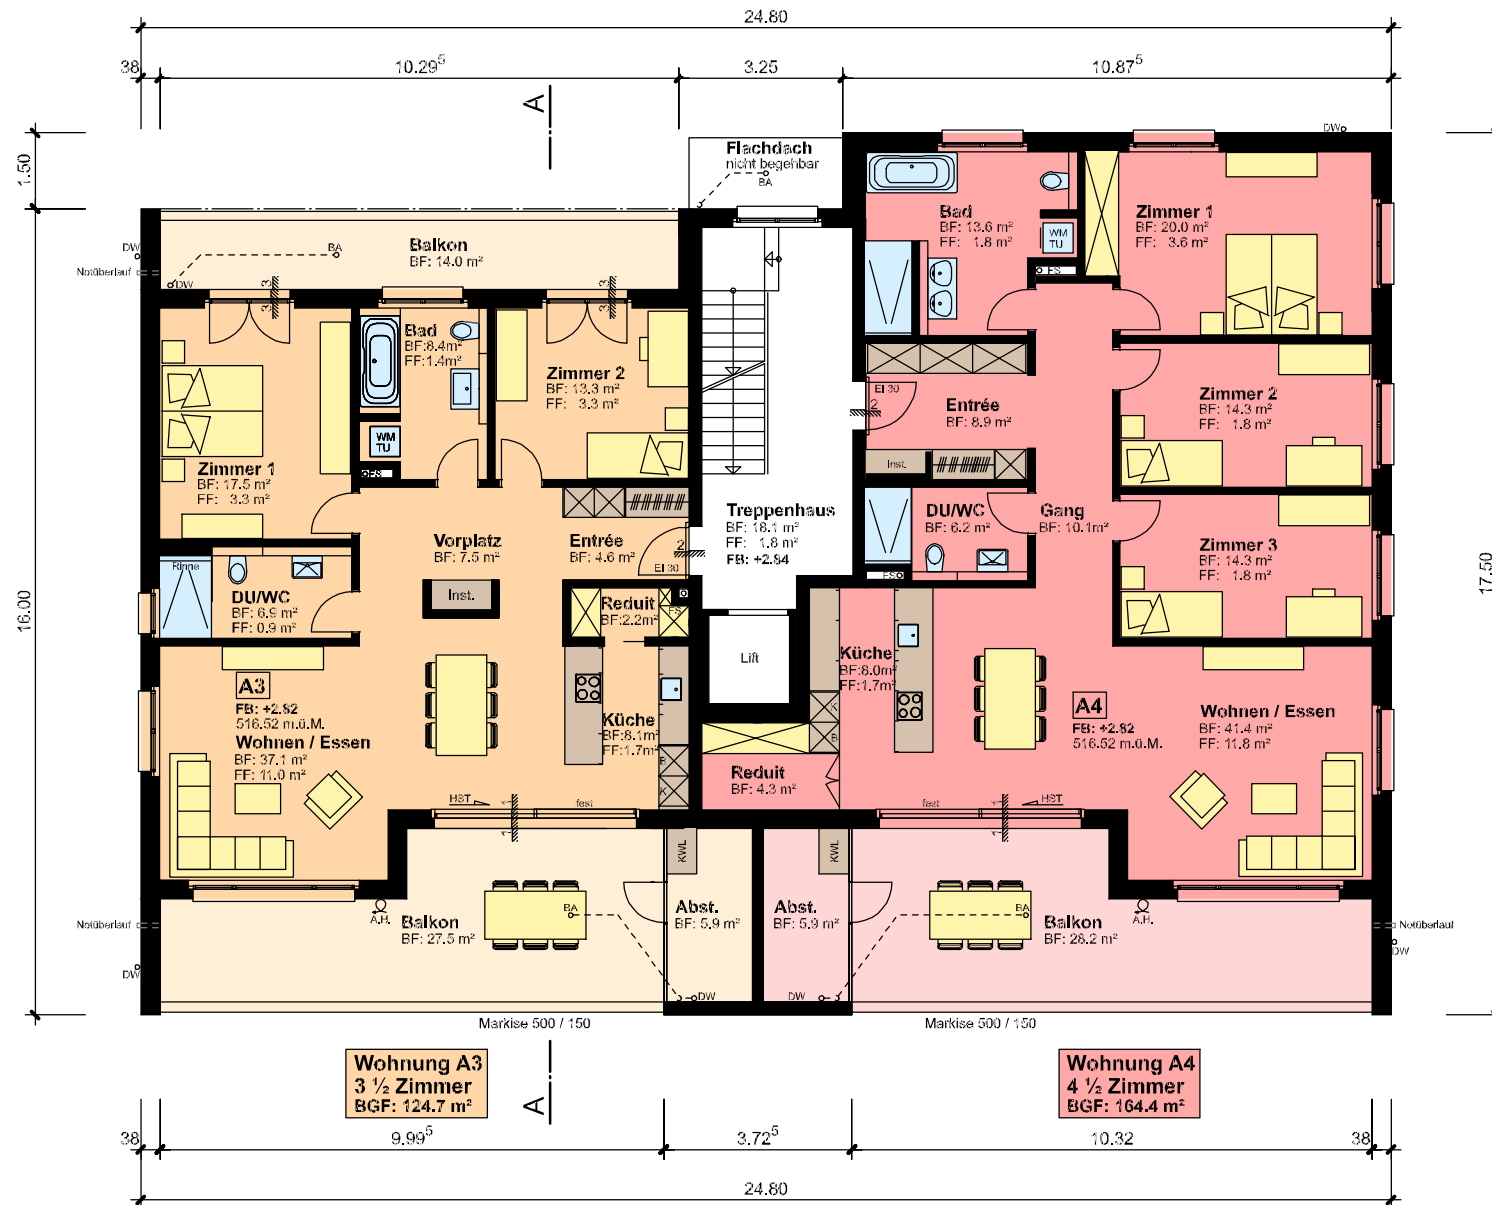 24.80
38
10.29⁵
3.25
10.87⁵
A
1.50
16.00
17.50
Flachdach
nicht begehbar
BA
DW
DW
Notüberlauf
DW
BA
Balkon
BF: 14.0 m²
3
3
3
3
Bad
BF: 13.6 m²
FF: 1.8 m²
WM
TU
FS
Zimmer 1
BF: 20.0 m²
FF: 3.6 m²
Bad
BF:8.4m²
FF:1.4m²
WM
TU
FS
Zimmer 2
BF: 13.3 m²
FF: 3.3 m²
Zimmer 1
BF: 17.5 m²
FF: 3.3 m²
EI 30
2
Entrée
BF: 8.9 m²
Inst.
Zimmer 2
BF: 14.3 m²
FF: 1.8 m²
Vorplatz
BF: 7.5 m²
Entrée
BF: 4.6 m²
2
EI 30
Treppenhaus
BF: 18.1 m²
FF: 1.8 m²
FB: +2.84
DU/WC
BF: 6.2 m²
FS
Gang
BF: 10.1m²
Zimmer 3
BF: 14.3 m²
FF: 1.8 m²
Rinne
DU/WC
BF: 6.9 m²
FF: 0.9 m²
Inst.
Reduit
BF:2.2m²
FS
Lift
Küche
BF:8.0m²
FF:1.7m²
K
B
A3
FB: +2.82
516.52 m.ü.M.
Wohnen / Essen
BF: 37.1 m²
FF: 11.0 m²
Küche
BF:8.1m²
FF:1.7m²
B
K
A4
FB: +2.82
516.52 m.ü.M.
Wohnen / Essen
BF: 41.4 m²
FF: 11.8 m²
Reduit
BF: 4.3 m²
HST
1
1
fest
fest
1
1
HST
KWL
KWL
A.H.
Balkon
BF: 27.5 m²
BA
Abst.
BF: 5.9 m²
Abst.
BF: 5.9 m²
BA
Balkon
BF: 28.2 m²
A.H.
Notüberlauf
DW
Notüberlauf
DW
DW
DW
Markise 500 / 150
Markise 500 / 150
Wohnung A3
3 ½ Zimmer
BGF: 124.7 m²
A
Wohnung A4
4 ½ Zimmer
BGF: 164.4 m²
38
9.99⁵
3.72⁵
10.32
38
24.80